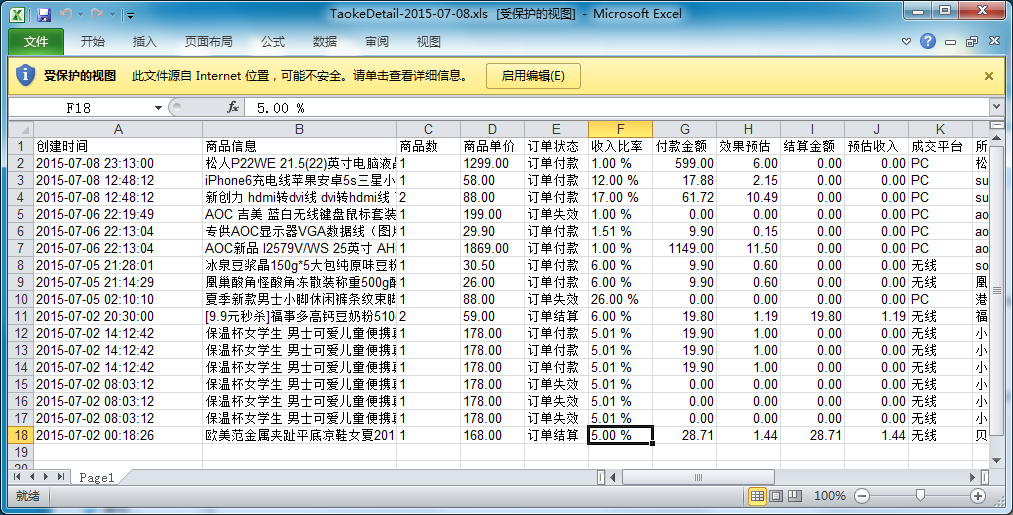 TaokeDetail-2015-07-08.xls [受保护的视图] - Microsoft Excel
文件 开始 插入 页面布局 公式 数据 审阅 视图
受保护的视图 此文件源自 Internet 位置，可能不安全。请单击查看详细信息。 启用编辑(E)
F18 fx 5.00 %
A B C D E F G H I J K
1 创建时间 商品信息 商品数 商品单价 订单状态 收入比率 付款金额 效果预估 结算金额 预估收入 成交平台 所
2 2015-07-08 23:13:00 松人P22WE 21.5(22)英寸电脑液晶 1 1299.00 订单付款 1.00 % 599.00 6.00 0.00 0.00 PC 松
3 2015-07-08 12:48:12 iPhone6充电线苹果安卓5s三星小 1 58.00 订单付款 12.00 % 17.88 2.15 0.00 0.00 PC su
4 2015-07-08 12:48:12 新创力 hdmi转dvi线 dvi转hdmi线 2 88.00 订单付款 17.00 % 61.72 10.49 0.00 0.00 PC su
5 2015-07-06 22:19:49 AOC 吉美 蓝白无线键盘鼠标套装 1 199.00 订单失效 1.00 % 0.00 0.00 0.00 0.00 PC ao
6 2015-07-06 22:13:04 专供AOC显示器VGA数据线（图片 1 29.90 订单付款 1.51 % 9.90 0.15 0.00 0.00 PC ao
7 2015-07-06 22:13:04 AOC新品 I2579V/WS 25英寸 AH 1 1869.00 订单付款 1.00 % 1149.00 11.50 0.00 0.00 PC ao
8 2015-07-05 21:28:01 冰泉豆浆晶150g*5大包纯原味豆粉 1 30.50 订单付款 6.00 % 9.90 0.60 0.00 0.00 无线 so
9 2015-07-05 21:14:29 凰巢酸角怪酸角冻散装称重500g酸 1 26.00 订单付款 6.00 % 9.90 0.60 0.00 0.00 无线 凰
10 2015-07-05 02:10:10 夏季新款男士小脚休闲裤条纹束脚 1 88.00 订单失效 26.00 % 0.00 0.00 0.00 0.00 PC 港
11 2015-07-02 20:30:00 [9.9元秒杀]福事多高钙豆奶粉510 2 59.00 订单结算 6.00 % 19.80 1.19 19.80 1.19 无线 福
12 2015-07-02 14:12:42 保温杯女学生 男士可爱儿童便携真 1 178.00 订单付款 5.01 % 19.90 1.00 0.00 0.00 无线 小
13 2015-07-02 14:12:42 保温杯女学生 男士可爱儿童便携真 1 178.00 订单付款 5.01 % 19.90 1.00 0.00 0.00 无线 小
14 2015-07-02 14:12:42 保温杯女学生 男士可爱儿童便携真 1 178.00 订单付款 5.01 % 19.90 1.00 0.00 0.00 无线 小
15 2015-07-02 08:03:12 保温杯女学生 男士可爱儿童便携真 1 178.00 订单失效 5.01 % 0.00 0.00 0.00 0.00 无线 小
16 2015-07-02 08:03:12 保温杯女学生 男士可爱儿童便携真 1 178.00 订单失效 5.01 % 0.00 0.00 0.00 0.00 无线 小
17 2015-07-02 08:03:12 保温杯女学生 男士可爱儿童便携真 1 178.00 订单失效 5.01 % 0.00 0.00 0.00 0.00 无线 小
18 2015-07-02 00:18:26 欧美范金属夹趾平底凉鞋女夏201 1 168.00 订单结算 5.00 % 28.71 1.44 28.71 1.44 无线 贝
19
20
Page1
就绪 100%